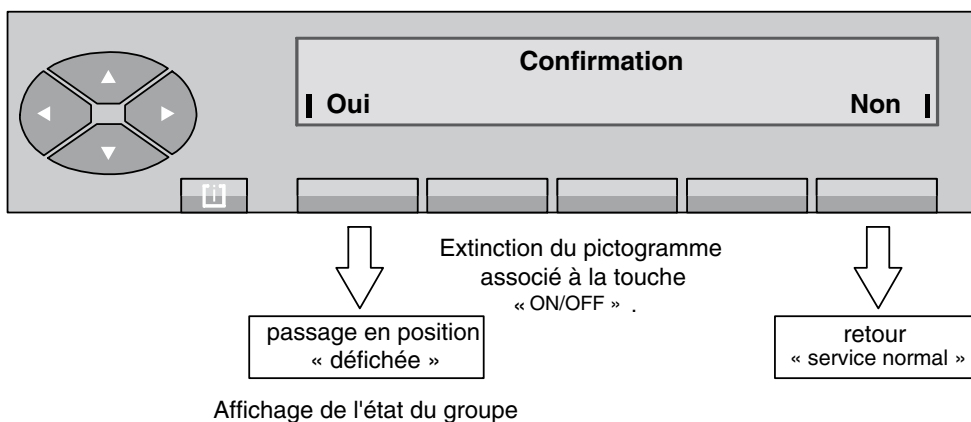 Confirmation
Oui Non
[i]
Extinction du pictogramme
associé à la touche
« ON/OFF » .
passage en position
« défichée »
retour
« service normal »
Affichage de l'état du groupe